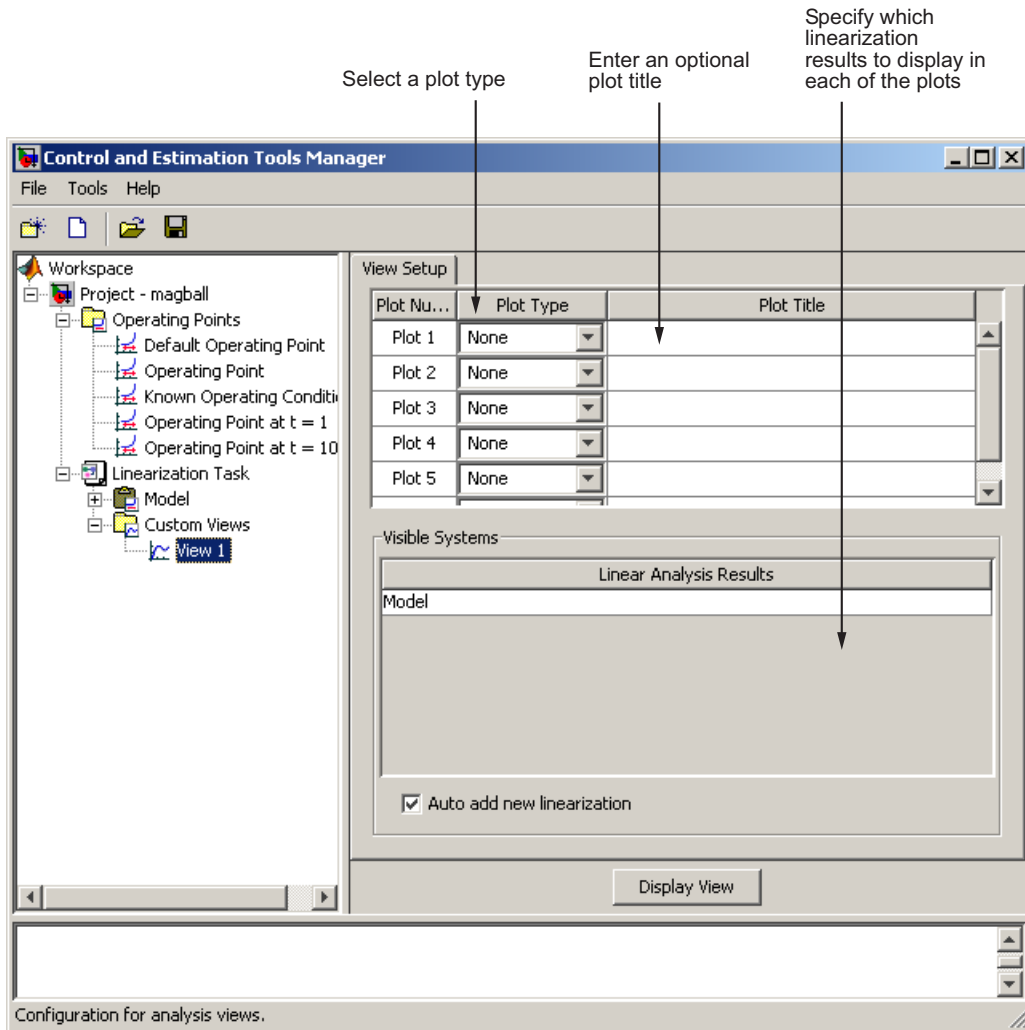 Select a plot type
Enter an optional
plot title
Specify which
linearization
results to display in
each of the plots
Control and Estimation Tools Manager
File Tools Help
Workspace
Project - magball
Operating Points
Default Operating Point
Operating Point
Known Operating Conditi
Operating Point at t = 1
Operating Point at t = 10
Linearization Task
Model
Custom Views
View 1
View Setup
Plot Nu... Plot Type Plot Title
Plot 1 None
Plot 2 None
Plot 3 None
Plot 4 None
Plot 5 None
Visible Systems
Linear Analysis Results
Model
Auto add new linearization
Display View
Configuration for analysis views.